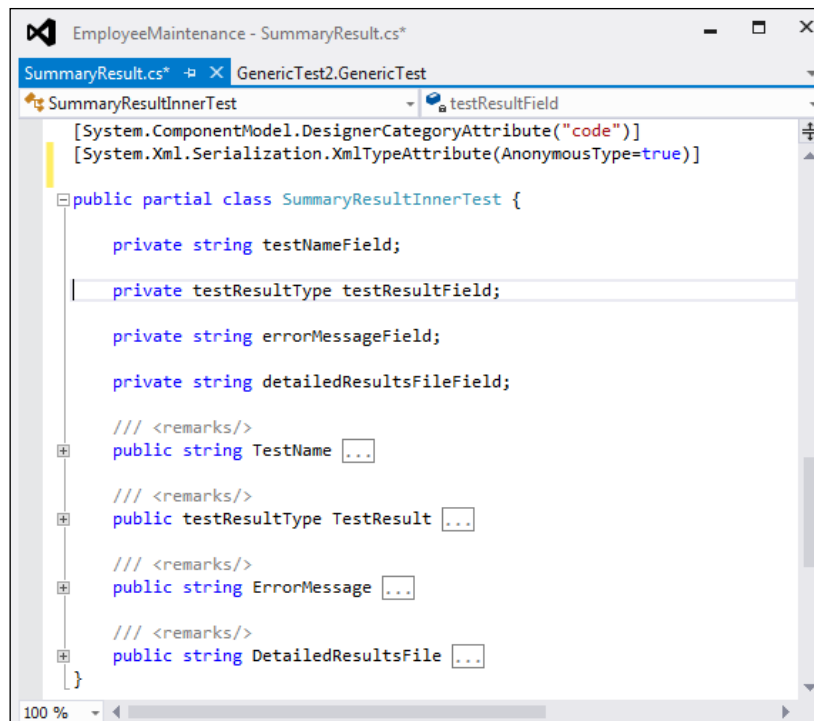 EmployeeMaintenance - SummaryResult.cs*
SummaryResult.cs* GenericTest2.GenericTest
SummaryResultInnerTest testResultField
[System.ComponentModel.DesignerCategoryAttribute("code")]
[System.Xml.Serialization.XmlTypeAttribute(AnonymousType=true)]
public partial class SummaryResultInnerTest {
private string testNameField;
private testResultType testResultField;
private string errorMessageField;
private string detailedResultsFileField;
/// <remarks/>
public string TestName ...
/// <remarks/>
public testResultType TestResult ...
/// <remarks/>
public string ErrorMessage ...
/// <remarks/>
public string DetailedResultsFile ...
}
100 %